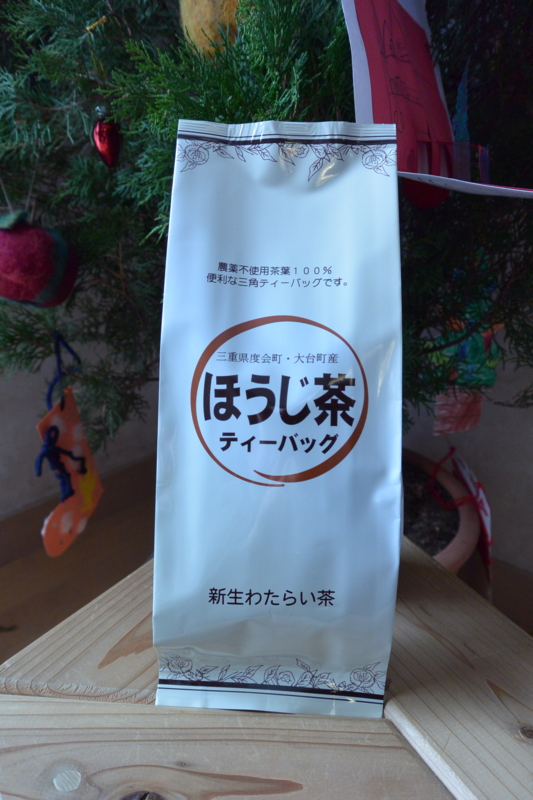 農薬不使用茶葉１００％
便利な三角ティーバッグです。
三重県度会町・大台町産
ほうじ茶
ティーバッグ
新生わたらい茶